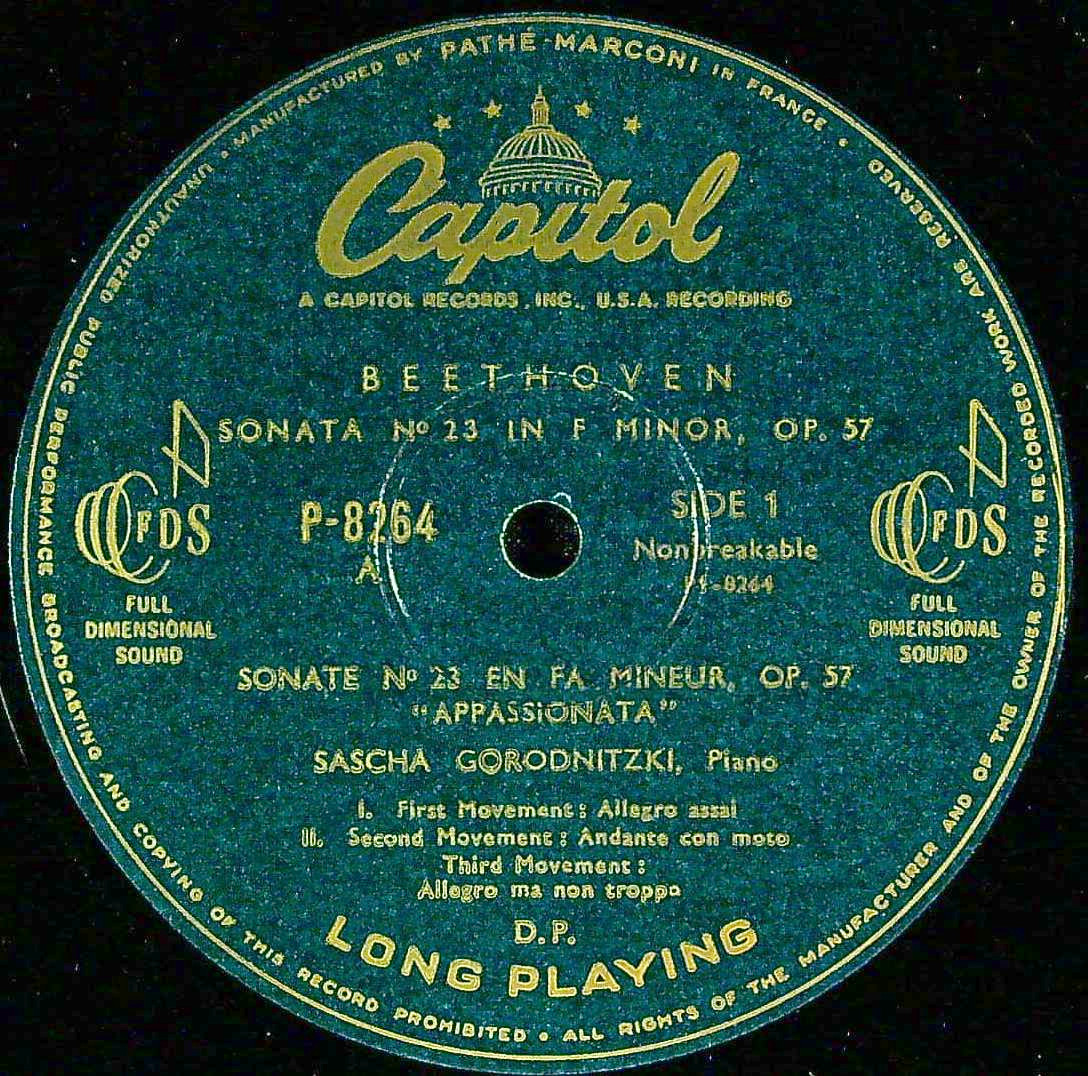 • MANUFACTURED BY PATHÉ-MARCONI IN FRANCE •
Capitol
A CAPITOL RECORDS, INC., U.S.A. RECORDING
BEETHOVEN
SONATA Nº 23 IN F MINOR, OP. 57
P-8264
A
SIDE 1
Nonbreakable
P1-8264
FDS
FULL
DIMENSIONAL
SOUND
FDS
FULL
DIMENSIONAL
SOUND
SONATE Nº 23 EN FA MINEUR, OP. 57
“APPASSIONATA”
SASCHA GORODNITZKI, Piano
I. First Movement : Allegro assai
II. Second Movement : Andante con moto
Third Movement :
Allegro ma non troppo
D.P.
LONG PLAYING
UNAUTHORIZED PUBLIC PERFORMANCE BROADCASTING AND COPYING OF THIS RECORD PROHIBITED • ALL RIGHTS OF THE MANUFACTURER AND OF THE OWNER OF THE RECORDED WORK ARE RESERVED